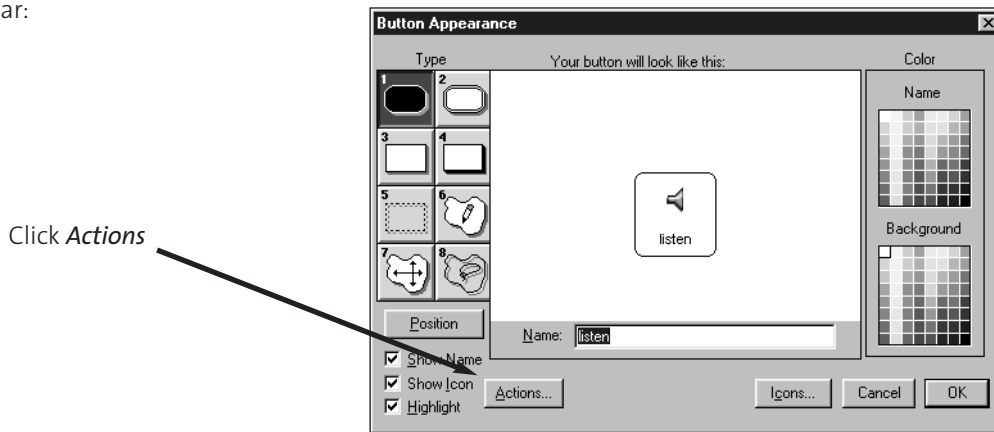 ar:
Button Appearance
Type
Your button will look like this:
Color
1
2
3
4
5
6
7
8
Name
listen
Background
Click Actions
Position
Name: listen
Show Name
Show Icon
Highlight
Actions...
Icons...
Cancel
OK